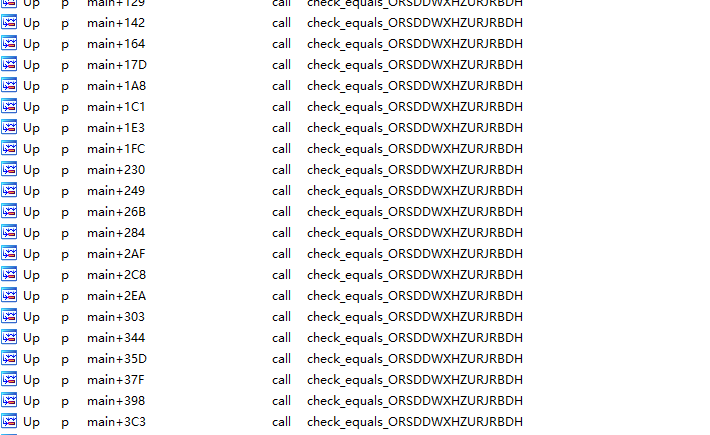 Up p main+129 call check_equals_ORSDDWXHZURJRBDH
Up p main+142 call check_equals_ORSDDWXHZURJRBDH
Up p main+164 call check_equals_ORSDDWXHZURJRBDH
Up p main+17D call check_equals_ORSDDWXHZURJRBDH
Up p main+1A8 call check_equals_ORSDDWXHZURJRBDH
Up p main+1C1 call check_equals_ORSDDWXHZURJRBDH
Up p main+1E3 call check_equals_ORSDDWXHZURJRBDH
Up p main+1FC call check_equals_ORSDDWXHZURJRBDH
Up p main+230 call check_equals_ORSDDWXHZURJRBDH
Up p main+249 call check_equals_ORSDDWXHZURJRBDH
Up p main+26B call check_equals_ORSDDWXHZURJRBDH
Up p main+284 call check_equals_ORSDDWXHZURJRBDH
Up p main+2AF call check_equals_ORSDDWXHZURJRBDH
Up p main+2C8 call check_equals_ORSDDWXHZURJRBDH
Up p main+2EA call check_equals_ORSDDWXHZURJRBDH
Up p main+303 call check_equals_ORSDDWXHZURJRBDH
Up p main+344 call check_equals_ORSDDWXHZURJRBDH
Up p main+35D call check_equals_ORSDDWXHZURJRBDH
Up p main+37F call check_equals_ORSDDWXHZURJRBDH
Up p main+398 call check_equals_ORSDDWXHZURJRBDH
Up p main+3C3 call check_equals_ORSDDWXHZURJRBDH